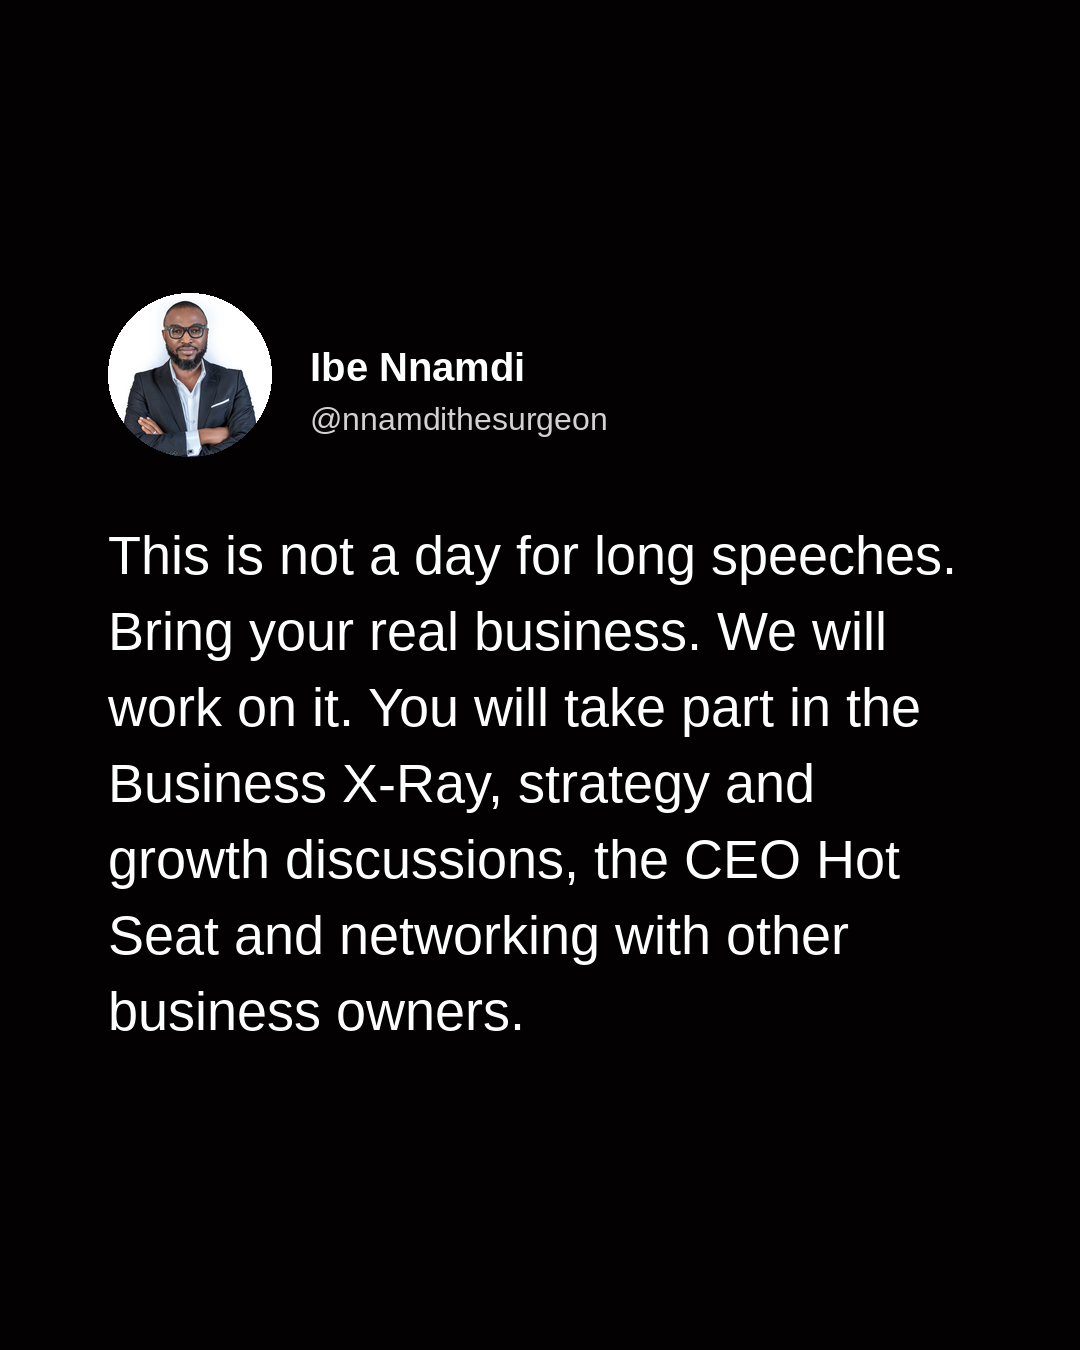 Ibe Nnamdi
@nnamdithesurgeon
This is not a day for long speeches.
Bring your real business. We will
work on it. You will take part in the
Business X-Ray, strategy and
growth discussions, the CEO Hot
Seat and networking with other
business owners.